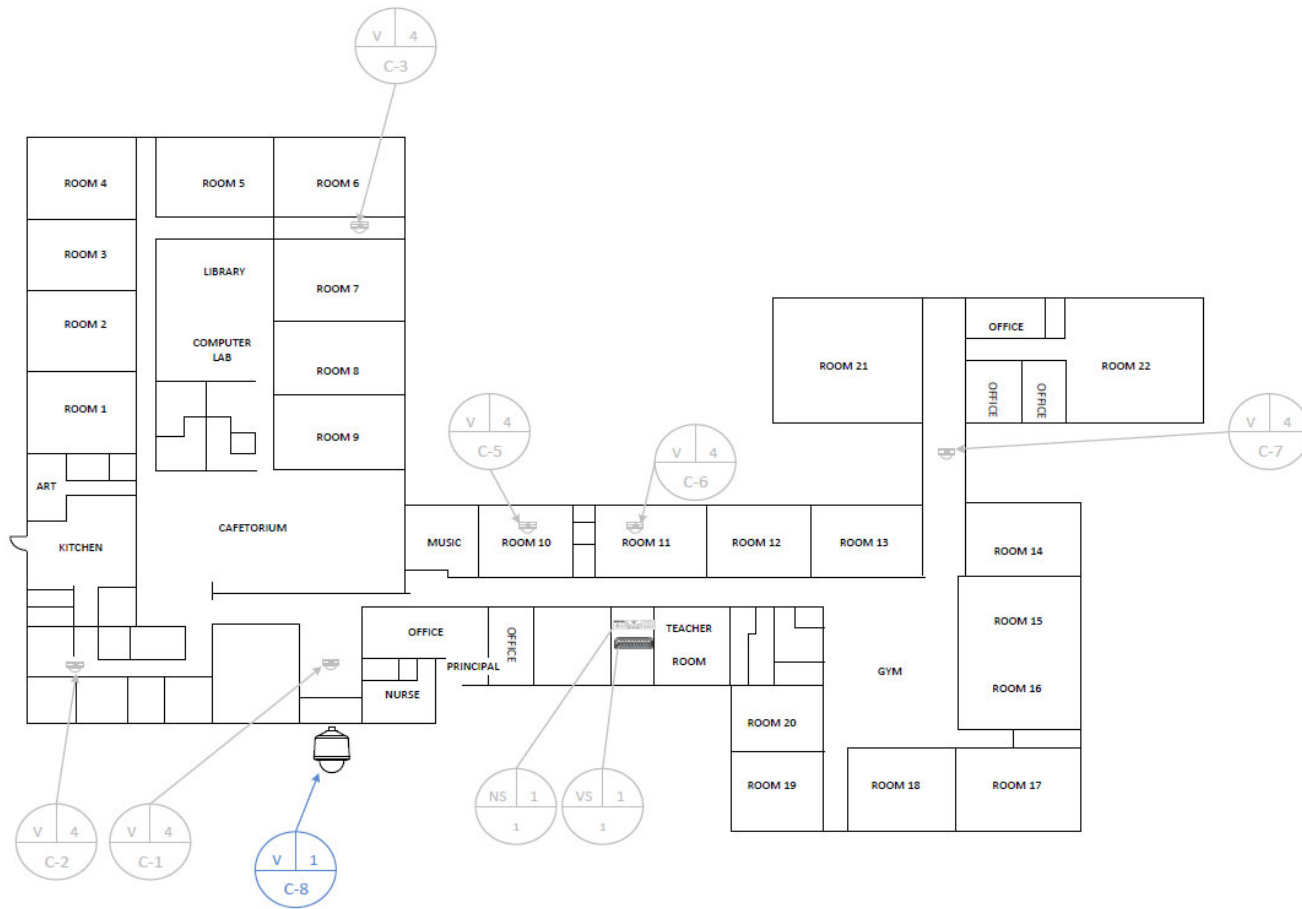 V 4
C-3
ROOM 4
ROOM 5
ROOM 6
ROOM 3
LIBRARY
ROOM 7
ROOM 2
COMPUTER
LAB
OFFICE
ROOM 21
ROOM 22
ROOM 8
OFFICE
OFFICE
ROOM 1
V 4
C-5
V 4
C-7
ROOM 9
V 4
C-6
ART
CAFETORIUM
KITCHEN
MUSIC
ROOM 10
ROOM 11
ROOM 12
ROOM 13
ROOM 14
OFFICE
OFFICE
TEACHER
ROOM
ROOM 15
PRINCIPAL
GYM
NURSE
ROOM 16
ROOM 20
ROOM 19
ROOM 18
ROOM 17
NS 1
1
VS 1
1
V 4
C-2
V 4
C-1
V 1
C-8